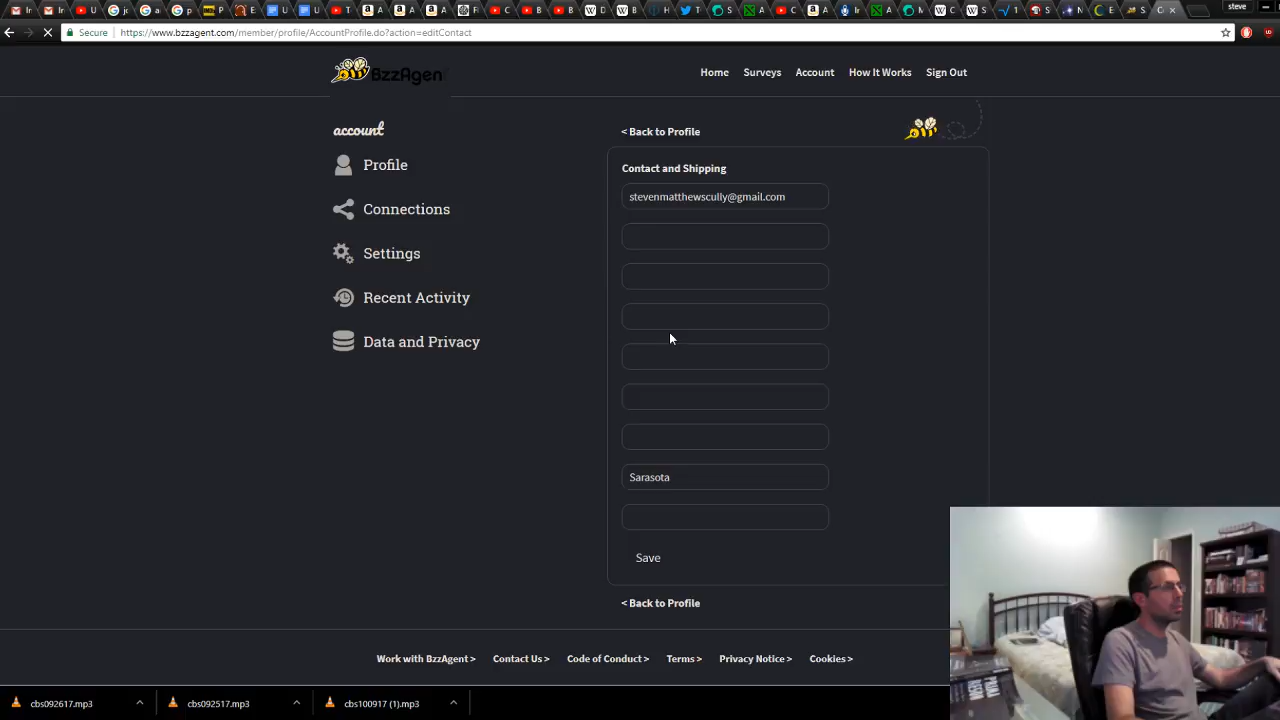 steve
Secure https://www.bzzagent.com/member/profile/AccountProfile.do?action=editContact
BzzAgent
Home Surveys Account How It Works Sign Out
account
< Back to Profile
Profile
Contact and Shipping
stevenmatthewscully@gmail.com
Connections
Settings
Recent Activity
Data and Privacy
Sarasota
Save
< Back to Profile
Work with BzzAgent > Contact Us > Code of Conduct > Terms > Privacy Notice > Cookies >
cbs092617.mp3 cbs092517.mp3 cbs100917 (1).mp3